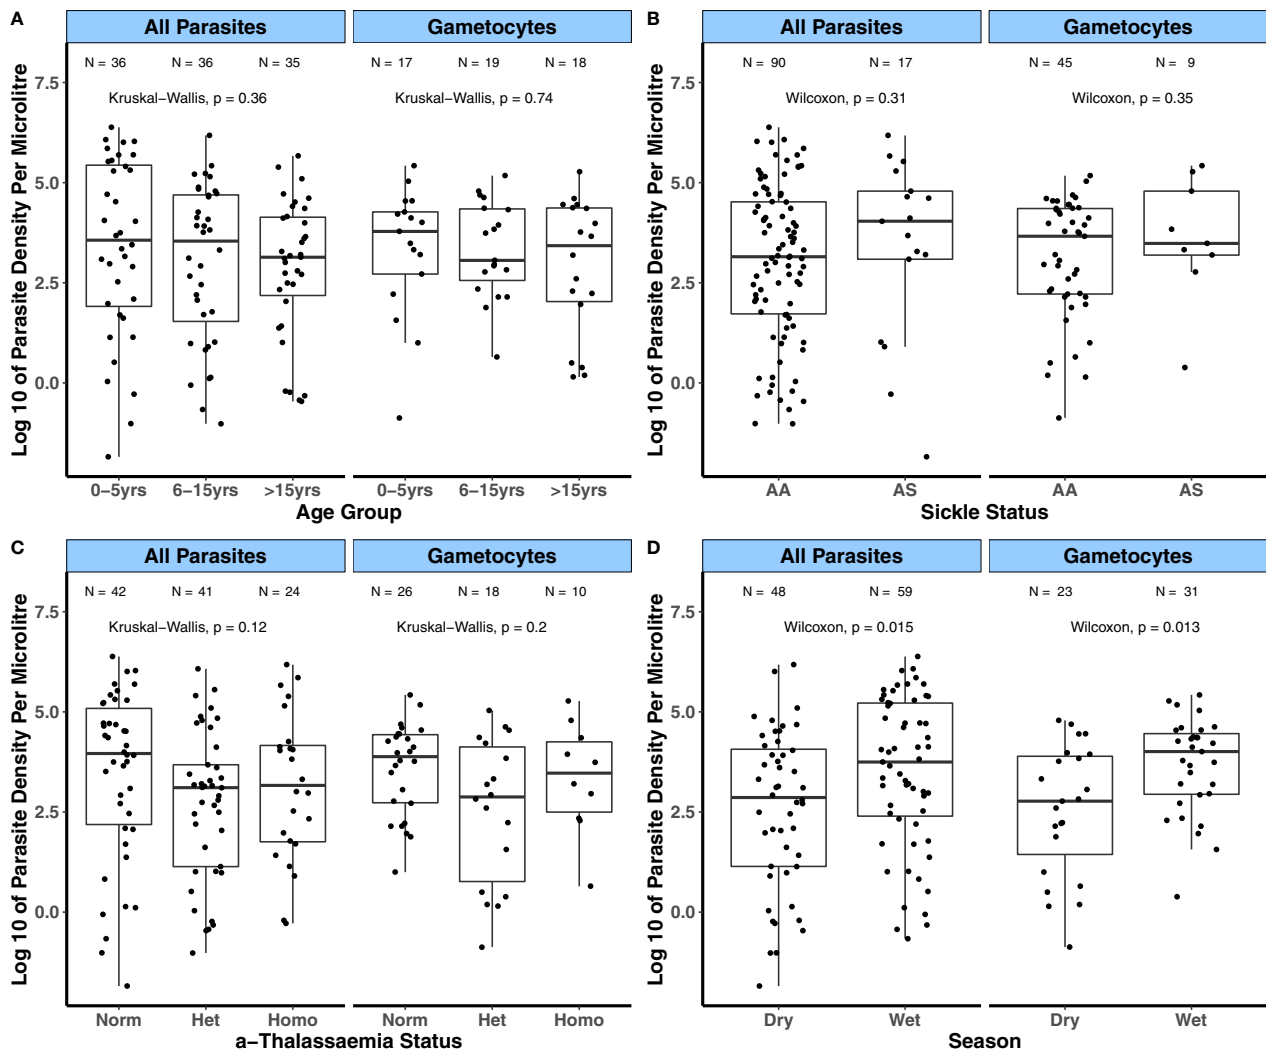 A
All Parasites
Gametocytes
N = 36
N = 36
N = 35
N = 17
N = 19
N = 18
Kruskal−Wallis, p = 0.36
Kruskal−Wallis, p = 0.74
7.5
5.0
2.5
0.0
Log 10 of Parasite Density Per Microlitre
0−5yrs
6−15yrs
>15yrs
0−5yrs
6−15yrs
>15yrs
Age Group
B
All Parasites
Gametocytes
N = 90
N = 17
N = 45
N = 9
Wilcoxon, p = 0.31
Wilcoxon, p = 0.35
7.5
5.0
2.5
0.0
Log 10 of Parasite Density Per Microlitre
AA
AS
AA
AS
Sickle Status
C
All Parasites
Gametocytes
N = 42
N = 41
N = 24
N = 26
N = 18
N = 10
Kruskal−Wallis, p = 0.12
Kruskal−Wallis, p = 0.2
7.5
5.0
2.5
0.0
Log 10 of Parasite Density Per Microlitre
Norm
Het
Homo
Norm
Het
Homo
a−Thalassaemia Status
D
All Parasites
Gametocytes
N = 48
N = 59
N = 23
N = 31
Wilcoxon, p = 0.015
Wilcoxon, p = 0.013
7.5
5.0
2.5
0.0
Log 10 of Parasite Density Per Microlitre
Dry
Wet
Dry
Wet
Season